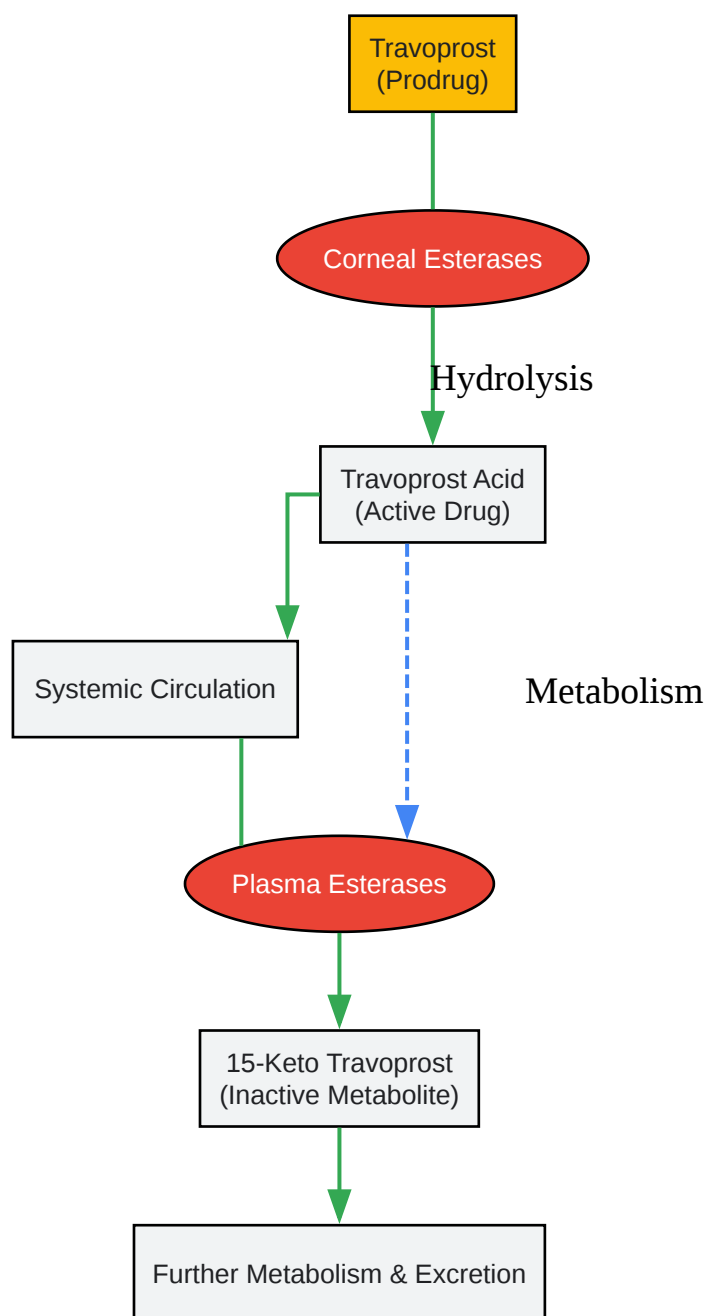 Travoprost
(Prodrug)
Corneal Esterases
Hydrolysis
Travoprost Acid
(Active Drug)
Systemic Circulation
Metabolism
Plasma Esterases
15-Keto Travoprost
(Inactive Metabolite)
Further Metabolism & Excretion